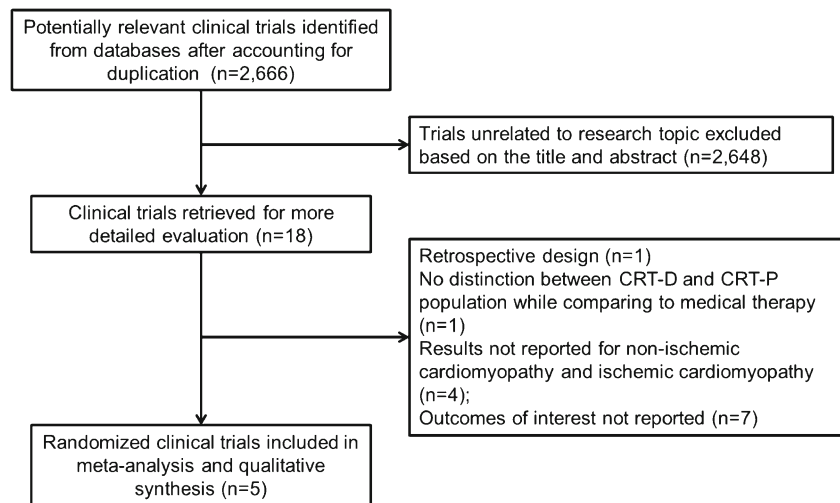 Potentially relevant clinical trials identified
from databases after accounting for
duplication (n=2,666)
Trials unrelated to research topic excluded
based on the title and abstract (n=2,648)
Clinical trials retrieved for more
detailed evaluation (n=18)
Retrospective design (n=1)
No distinction between CRT-D and CRT-P
population while comparing to medical therapy
(n=1)
Results not reported for non-ischemic
cardiomyopathy and ischemic cardiomyopathy
(n=4);
Outcomes of interest not reported (n=7)
Randomized clinical trials included in
meta-analysis and qualitative
synthesis (n=5)